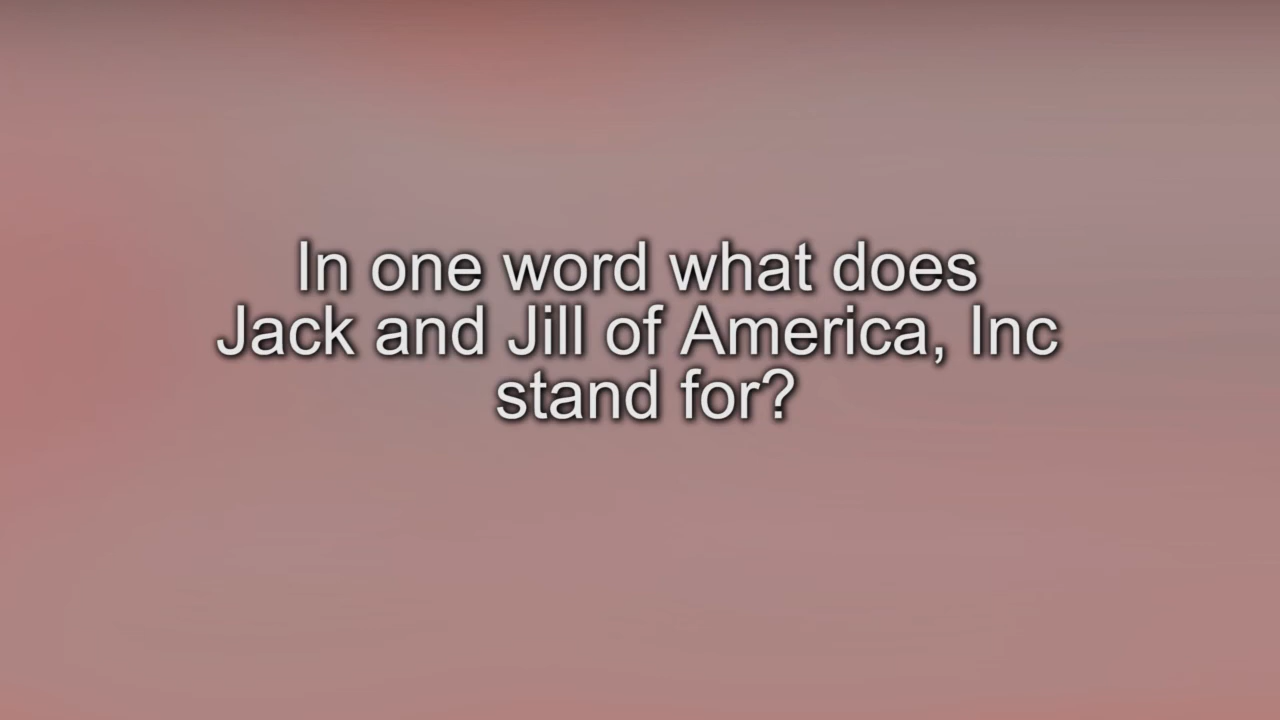 In one word what does
Jack and Jill of America, Inc
stand for?